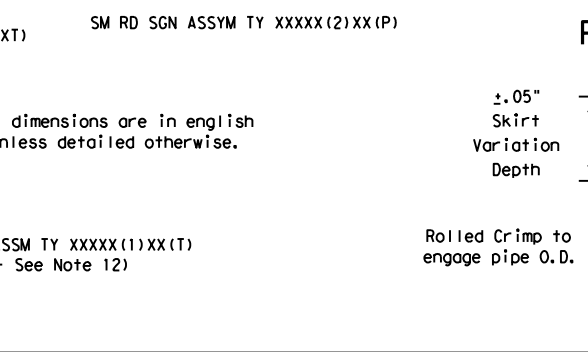 SM RD SGN ASSYM TY XXXXX(2)XX(P)
XT)
±.05"
Skirt
Variation
Depth
dimensions are in english
nless detailed otherwise.
SSM TY XXXXX(1)XX(T)
- See Note 12)
Rolled Crimp to
engage pipe O.D.